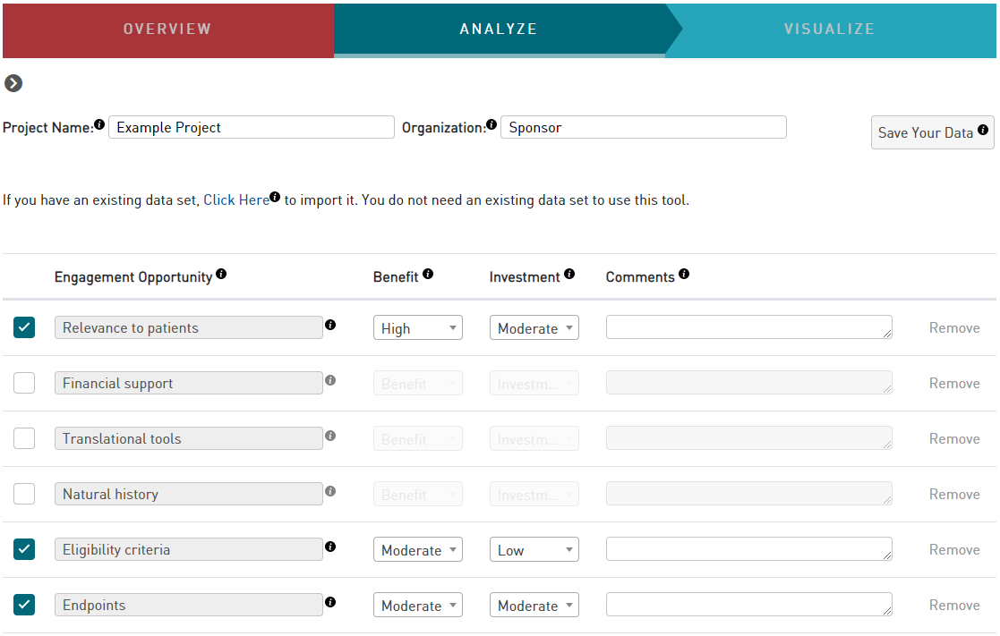 OVERVIEW ANALYZE VISUALIZE
Project Name: Example Project Organization: Sponsor Save Your Data
If you have an existing data set, Click Here to import it. You do not need an existing data set to use this tool.
Engagement Opportunity Benefit Investment Comments
Relevance to patients High Moderate Remove
Financial support Benefit Investm... Remove
Translational tools Benefit Investm... Remove
Natural history Benefit Investm... Remove
Eligibility criteria Moderate Low Remove
Endpoints Moderate Moderate Remove